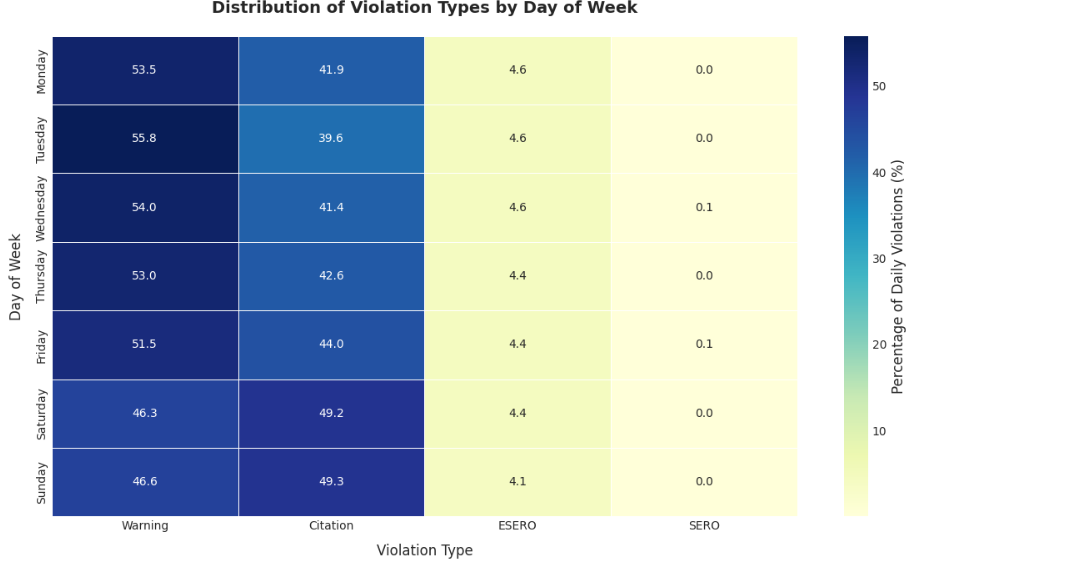 Distribution of Violation Types by Day of Week
Day of Week
Monday 53.5 41.9 4.6 0.0
Tuesday 55.8 39.6 4.6 0.0
Wednesday 54.0 41.4 4.6 0.1
Thursday 53.0 42.6 4.4 0.0
Friday 51.5 44.0 4.4 0.1
Saturday 46.3 49.2 4.4 0.0
Sunday 46.6 49.3 4.1 0.0
Warning Citation ESERO SERO
Violation Type
50
40
30
20
10
Percentage of Daily Violations (%)